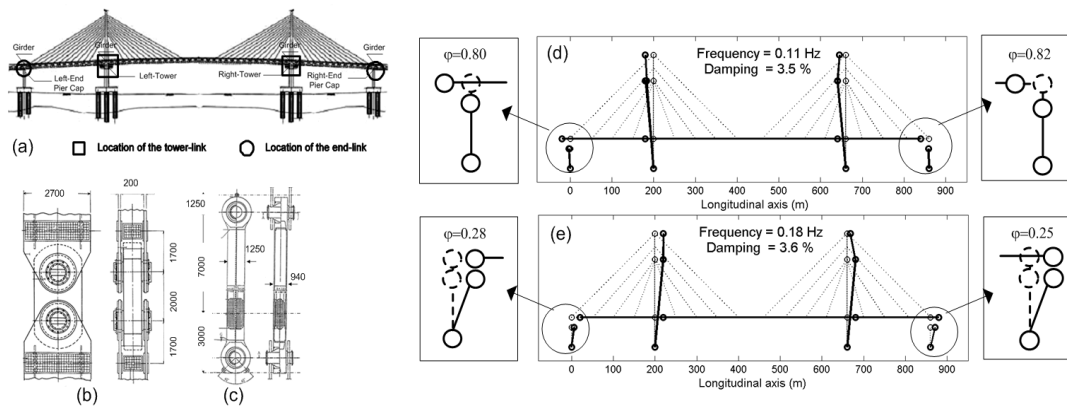 Girder
Girder
Girder
Girder
Left-End
Pier Cap
Left-Tower
Right-Tower
Right-End
Pier Cap
(a)
Location of the tower-link
Location of the end-link
2700
200
1700
2000
1700
(b)
1250
7000
3000
1250
940
(c)
φ=0.80
(d)
Frequency = 0.11 Hz
Damping = 3.5 %
φ=0.82
0 100 200 300 400 500 600 700 800 900
Longitudinal axis (m)
φ=0.28
(e)
Frequency = 0.18 Hz
Damping = 3.6 %
φ=0.25
0 100 200 300 400 500 600 700 800 900
Longitudinal axis (m)